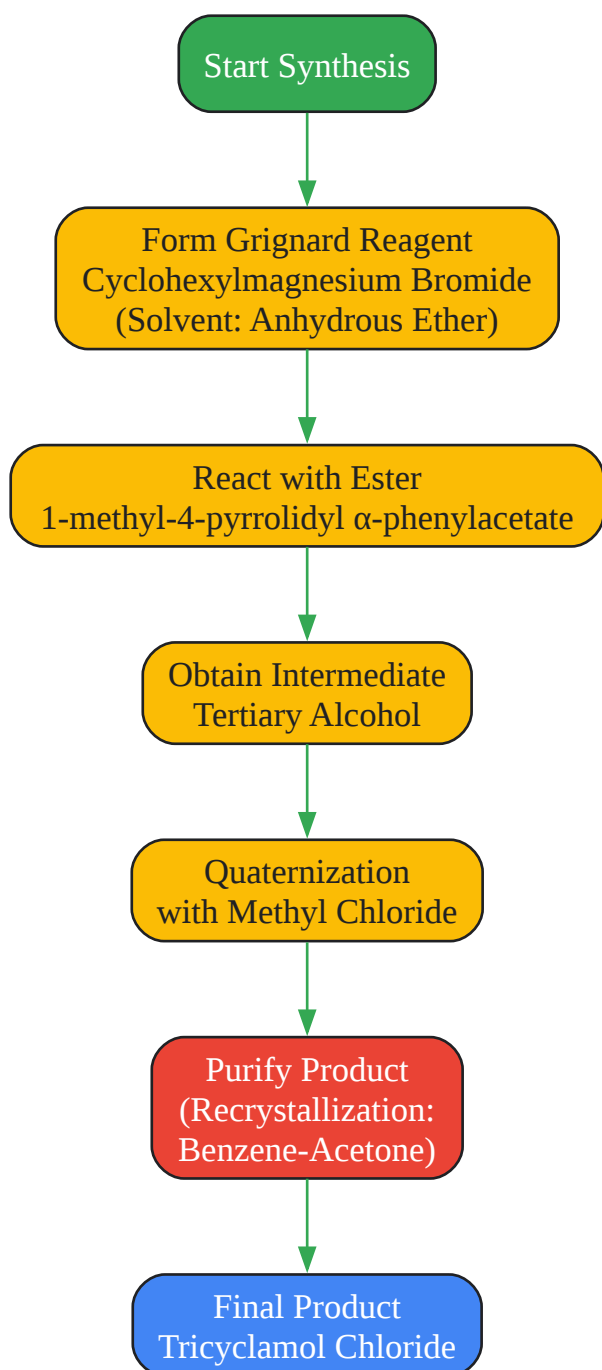 Start Synthesis
Form Grignard Reagent
Cyclohexylmagnesium Bromide
(Solvent: Anhydrous Ether)
React with Ester
1-methyl-4-pyrrolidyl α-phenylacetate
Obtain Intermediate
Tertiary Alcohol
Quaternization
with Methyl Chloride
Purify Product
(Recrystallization:
Benzene-Acetone)
Final Product
Tricyclamol Chloride